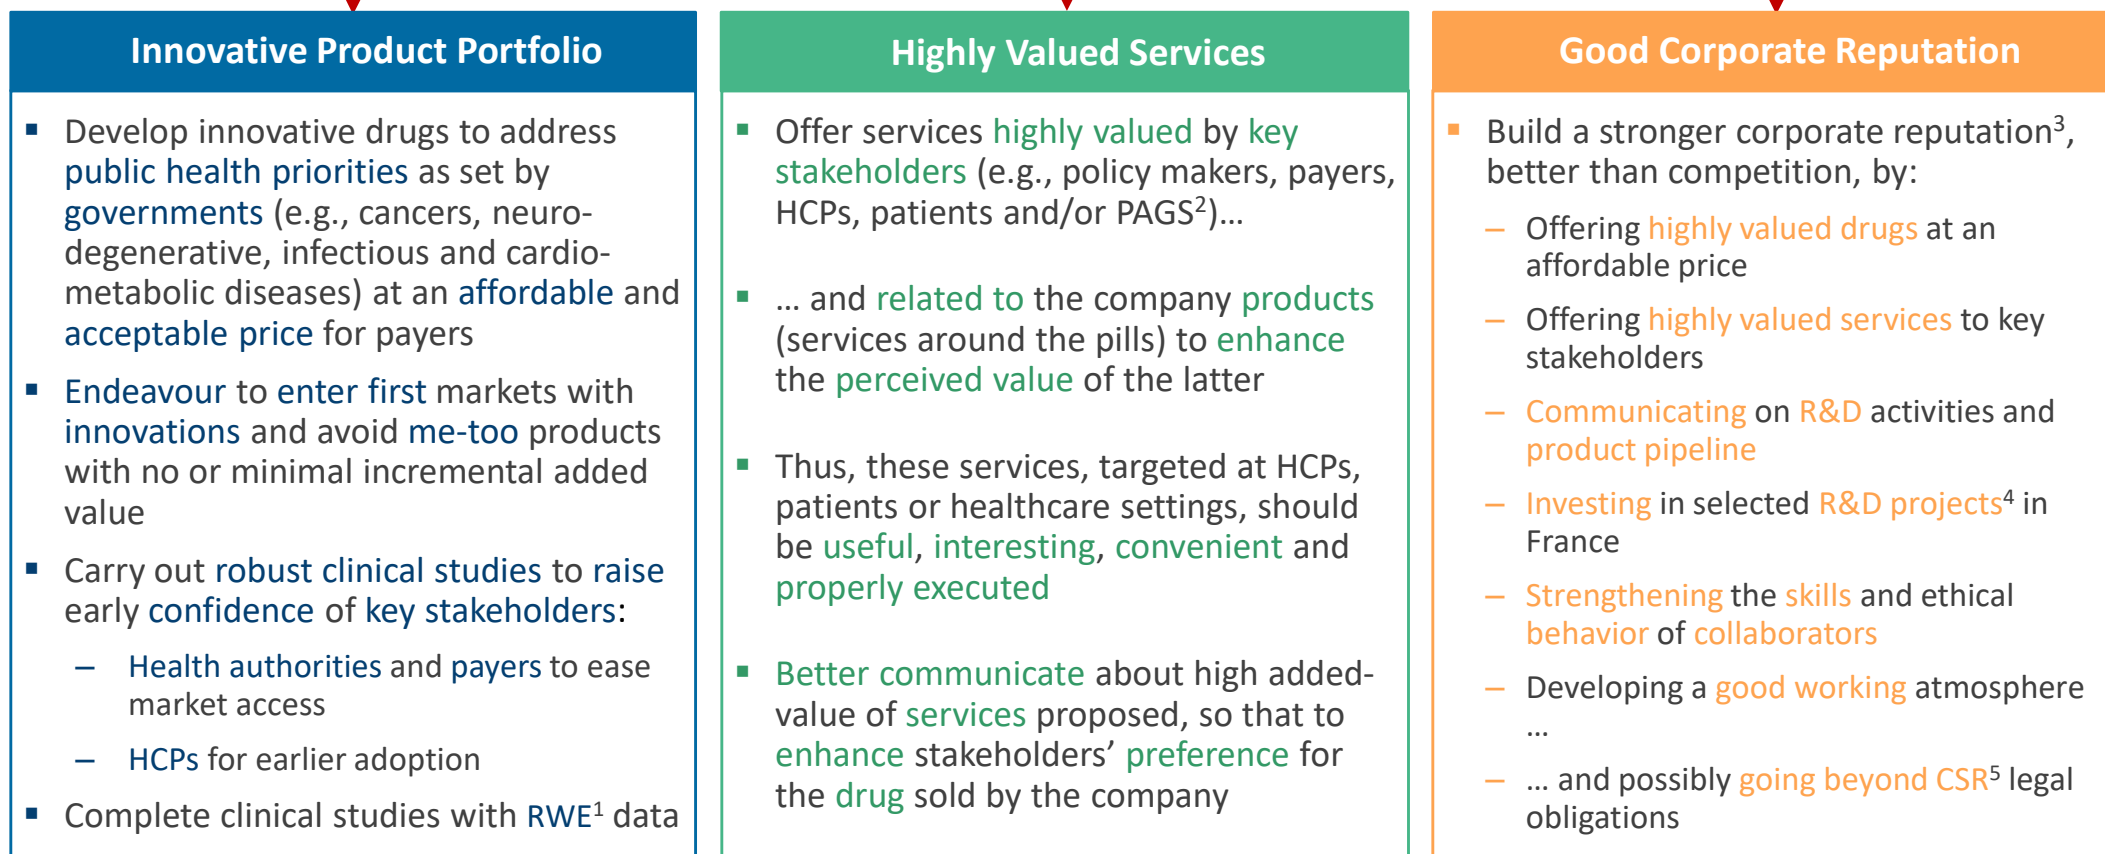 Innovative Product Portfolio
▪ Develop innovative drugs to address
public health priorities as set by
governments (e.g., cancers, neuro-
degenerative, infectious and cardio-
metabolic diseases) at an affordable and
acceptable price for payers
▪ Endeavour to enter first markets with
innovations and avoid me-too products
with no or minimal incremental added
value
▪ Carry out robust clinical studies to raise
early confidence of key stakeholders:
– Health authorities and payers to ease
market access
– HCPs for earlier adoption
▪ Complete clinical studies with RWE¹ data
Highly Valued Services
▪ Offer services highly valued by key
stakeholders (e.g., policy makers, payers,
HCPs, patients and/or PAGS²)…
▪ … and related to the company products
(services around the pills) to enhance
the perceived value of the latter
▪ Thus, these services, targeted at HCPs,
patients or healthcare settings, should
be useful, interesting, convenient and
properly executed
▪ Better communicate about high added-
value of services proposed, so that to
enhance stakeholders’ preference for
the drug sold by the company
Good Corporate Reputation
▪ Build a stronger corporate reputation³,
better than competition, by:
– Offering highly valued drugs at an
affordable price
– Offering highly valued services to key
stakeholders
– Communicating on R&D activities and
product pipeline
– Investing in selected R&D projects⁴ in
France
– Strengthening the skills and ethical
behavior of collaborators
– Developing a good working atmosphere
…
– … and possibly going beyond CSR⁵ legal
obligations